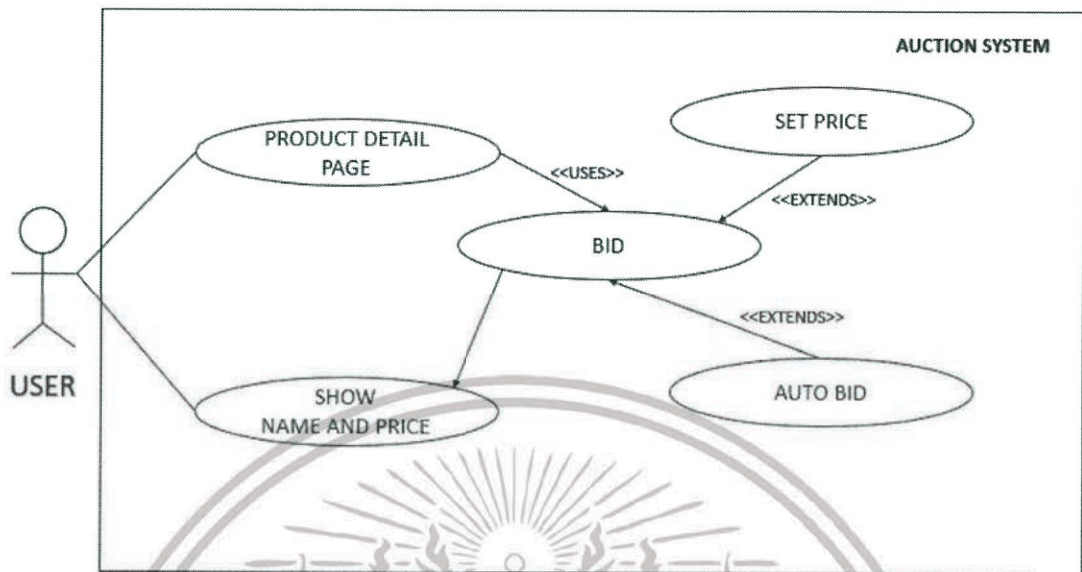 AUCTION SYSTEM
SET PRICE
PRODUCT DETAIL
PAGE
<<USES>>
<<EXTENDS>>
BID
<<EXTENDS>>
USER
SHOW
NAME AND PRICE
AUTO BID